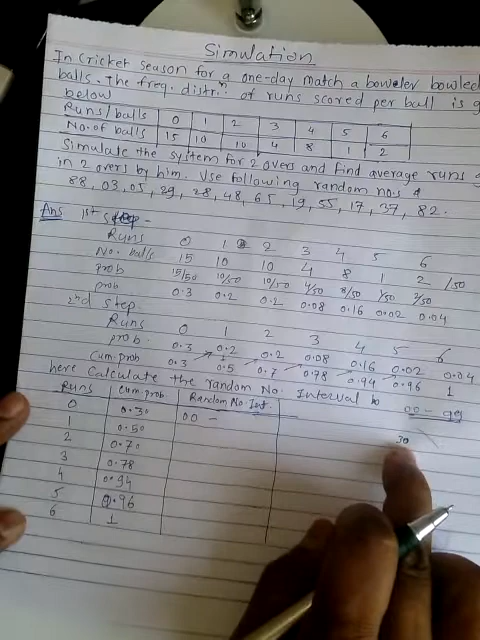 Simulation
In Cricket season for a one-day match a boweler bowled
balls. The freq. distrn. of runs scored per ball is g
below
Runs/balls 0 1 2 3 4 5 6
No. of balls 15 10 10 4 8 1 2
Simulate the system for 2 overs and find average runs g
in 2 overs by him. Use following random no.s
88, 03, 05, 29, 28, 48, 65, 19, 55, 17, 37, 82.
Ans 1st step -
Runs 0 1 2 3 4 5 6
No. balls 15 10 10 4 8 1 2 /50
prob 15/50 10/50 10/50 4/50 8/50 1/50 2/50
prob 0.3 0.2 0.2 0.08 0.16 0.02 0.04
2nd step.
Runs 0 1 2 3 4 5 6
prob. 0.3 0.2 0.2 0.08 0.16 0.02 0.04
Cum.prob 0.3 0.5 0.7 0.78 0.94 0.96 1
here Calculate the random No. Interval b 00 - 99
Runs Cum.prob. Random No. Int.
0 0.30 00 -
1 0.50
2 0.70
30
3 0.78
4 0.94
5 0.96
6 1